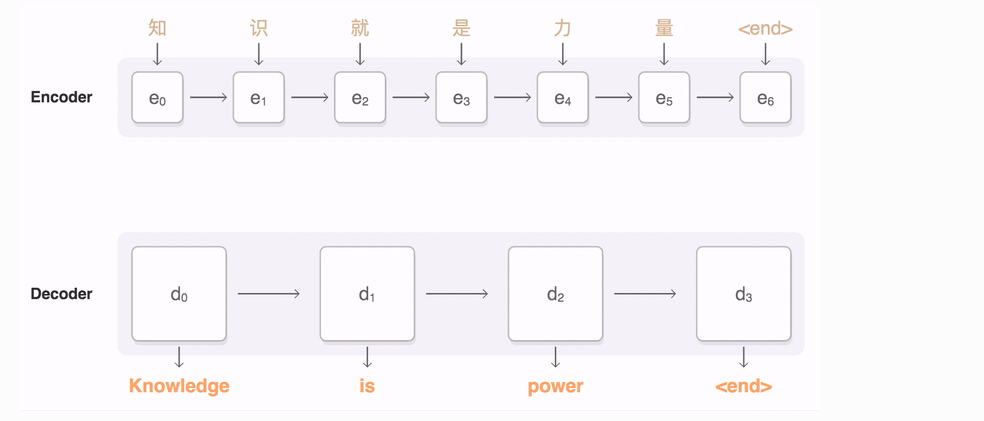 知 识 就 是 力 量 <end>
Encoder e₀ e₁ e₂ e₃ e₄ e₅ e₆
Decoder d₀ d₁ d₂ d₃
Knowledge is power <end>